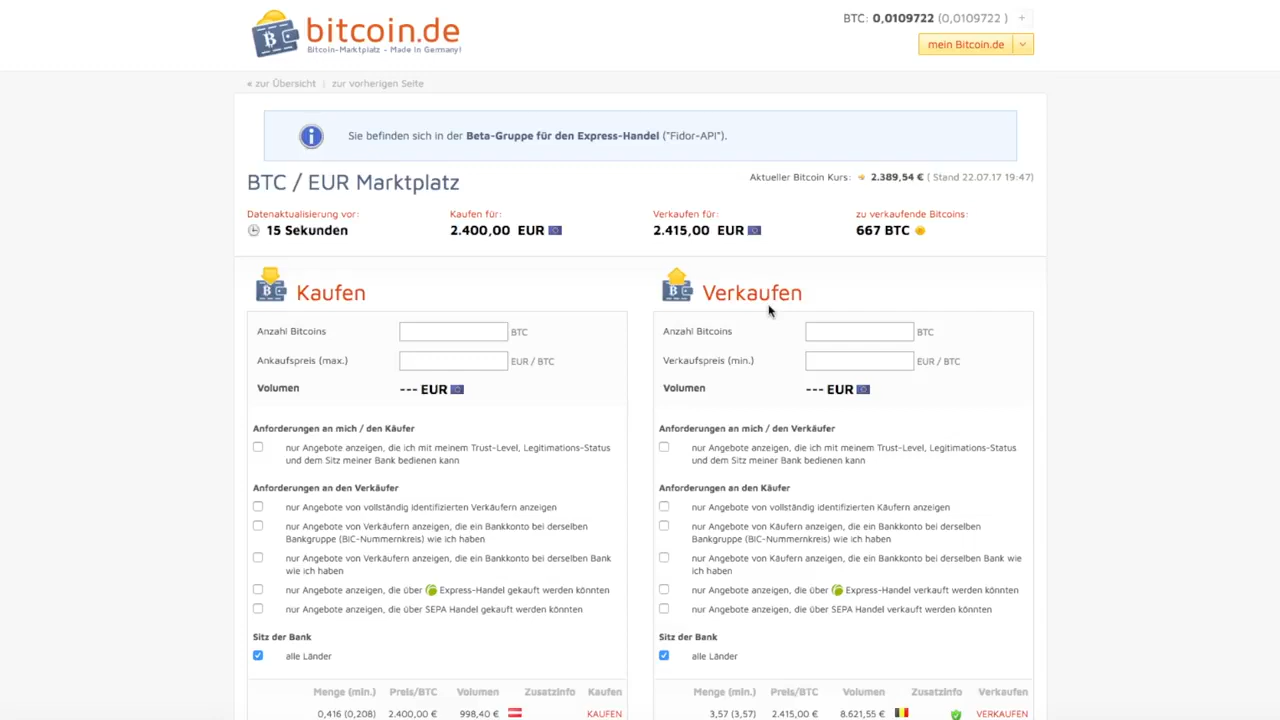 bitcoin.de
Bitcoin-Marktplatz - Made in Germany!
BTC: 0,0109722 (0,0109722 ) +
mein Bitcoin.de
« zur Übersicht | zur vorherigen Seite
Sie befinden sich in der Beta-Gruppe für den Express-Handel ("Fidor-API").
BTC / EUR Marktplatz
Aktueller Bitcoin Kurs: 2.389,54 € ( Stand 22.07.17 19:47)
Datenaktualisierung vor: Kaufen für: Verkaufen für: zu verkaufende Bitcoins:
15 Sekunden 2.400,00 EUR 2.415,00 EUR 667 BTC
Kaufen
Anzahl Bitcoins BTC
Ankaufspreis (max.) EUR / BTC
Volumen --- EUR
Anforderungen an mich / den Käufer
nur Angebote anzeigen, die ich mit meinem Trust-Level, Legitimations-Status
und dem Sitz meiner Bank bedienen kann
Anforderungen an den Verkäufer
nur Angebote von vollständig identifizierten Verkäufern anzeigen
nur Angebote von Verkäufern anzeigen, die ein Bankkonto bei derselben
Bankgruppe (BIC-Nummernkreis) wie ich haben
nur Angebote von Verkäufern anzeigen, die ein Bankkonto bei derselben Bank
wie ich haben
nur Angebote anzeigen, die über Express-Handel gekauft werden könnten
nur Angebote anzeigen, die über SEPA Handel gekauft werden könnten
Sitz der Bank
alle Länder
Menge (min.) Preis/BTC Volumen Zusatzinfo Kaufen
0,416 (0,208) 2.400,00 € 998,40 € KAUFEN
Verkaufen
Anzahl Bitcoins BTC
Verkaufspreis (min.) EUR / BTC
Volumen --- EUR
Anforderungen an mich / den Verkäufer
nur Angebote anzeigen, die ich mit meinem Trust-Level, Legitimations-Status
und dem Sitz meiner Bank bedienen kann
Anforderungen an den Käufer
nur Angebote von vollständig identifizierten Käufern anzeigen
nur Angebote von Käufern anzeigen, die ein Bankkonto bei derselben
Bankgruppe (BIC-Nummernkreis) wie ich haben
nur Angebote von Käufern anzeigen, die ein Bankkonto bei derselben Bank wie
ich haben
nur Angebote anzeigen, die über Express-Handel verkauft werden könnten
nur Angebote anzeigen, die über SEPA Handel verkauft werden könnten
Sitz der Bank
alle Länder
Menge (min.) Preis/BTC Volumen Zusatzinfo Verkaufen
3,57 (3,57) 2.415,00 € 8.621,55 € VERKAUFEN